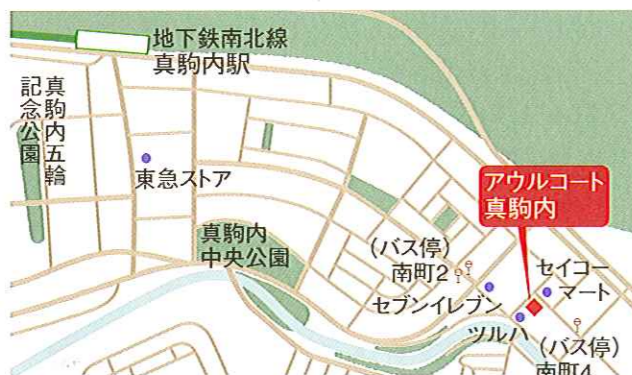 地下鉄南北線
真駒内駅
真駒内五輪
記念公園
東急ストア
真駒内
中央公園
アウルコート
真駒内
(バス停)
南町2
セイコー
マート
セブンイレブン
ツルハ
(バス停)
南町4